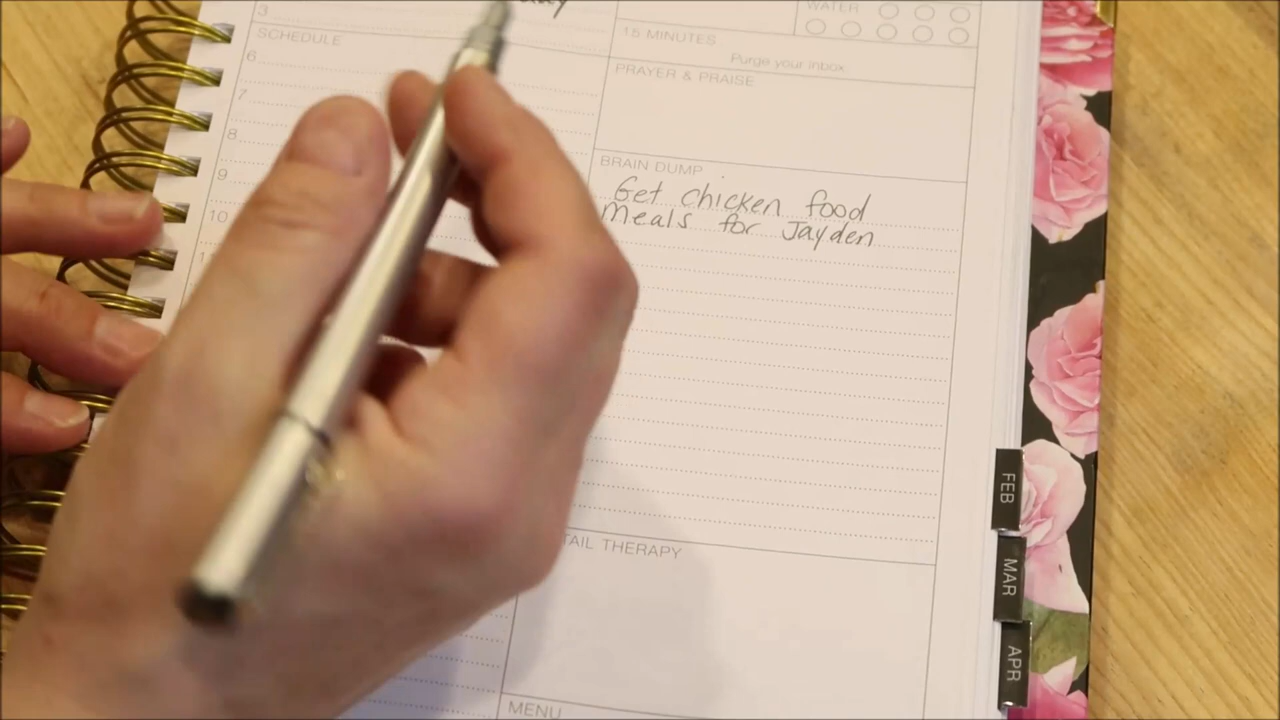 3
WATER
SCHEDULE
15 MINUTES
Purge your inbox
6
PRAYER & PRAISE
7
8
BRAIN DUMP
9
Get chicken food
10
Meals for Jayden
FEB
TAIL THERAPY
MAR
APR
MENU